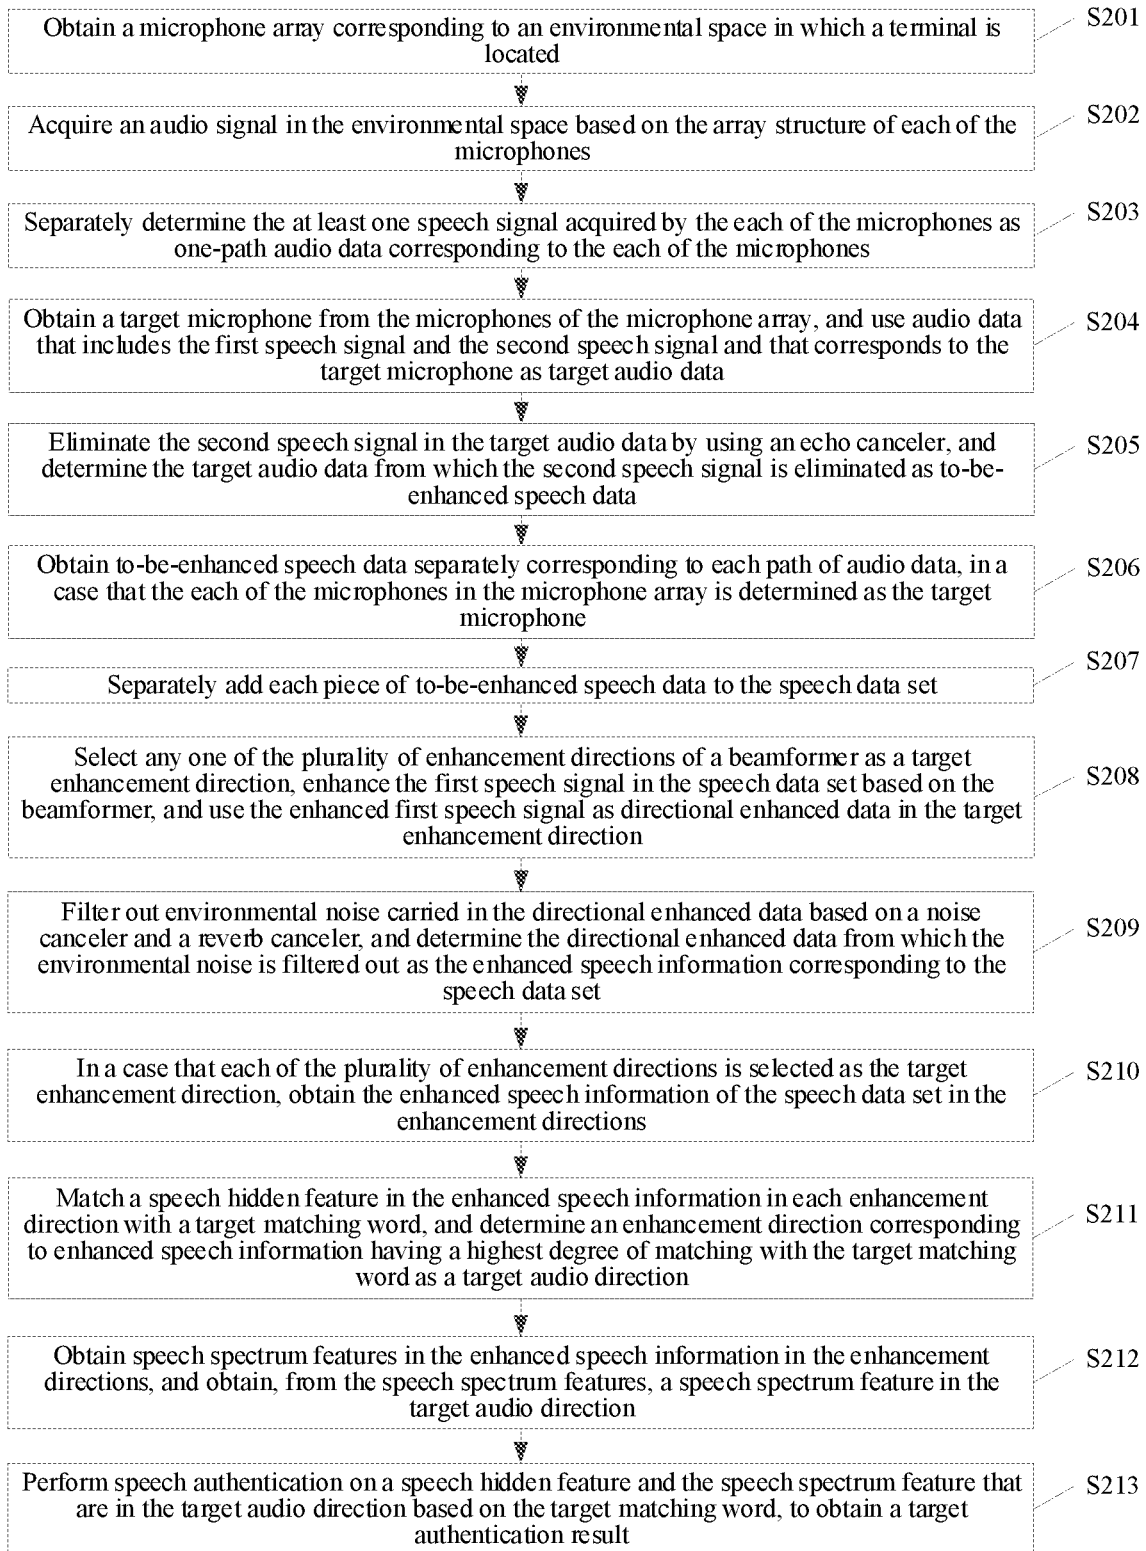 Obtain a microphone array corresponding to an environmental space in which a terminal is
located
S201
Acquire an audio signal in the environmental space based on the array structure of each of the
microphones
S202
Separately determine the at least one speech signal acquired by the each of the microphones as
one-path audio data corresponding to the each of the microphones
S203
Obtain a target microphone from the microphones of the microphone array, and use audio data
that includes the first speech signal and the second speech signal and that corresponds to the
target microphone as target audio data
S204
Eliminate the second speech signal in the target audio data by using an echo canceler, and
determine the target audio data from which the second speech signal is eliminated as to-be-
enhanced speech data
S205
Obtain to-be-enhanced speech data separately corresponding to each path of audio data, in a
case that the each of the microphones in the microphone array is determined as the target
microphone
S206
Separately add each piece of to-be-enhanced speech data to the speech data set
S207
Select any one of the plurality of enhancement directions of a beamformer as a target
enhancement direction, enhance the first speech signal in the speech data set based on the
beamformer, and use the enhanced first speech signal as directional enhanced data in the target
enhancement direction
S208
Filter out environmental noise carried in the directional enhanced data based on a noise
canceler and a reverb canceler, and determine the directional enhanced data from which the
environmental noise is filtered out as the enhanced speech information corresponding to the
speech data set
S209
In a case that each of the plurality of enhancement directions is selected as the target
enhancement direction, obtain the enhanced speech information of the speech data set in the
enhancement directions
S210
Match a speech hidden feature in the enhanced speech information in each enhancement
direction with a target matching word, and determine an enhancement direction corresponding
to enhanced speech information having a highest degree of matching with the target matching
word as a target audio direction
S211
Obtain speech spectrum features in the enhanced speech information in the enhancement
directions, and obtain, from the speech spectrum features, a speech spectrum feature in the
target audio direction
S212
Perform speech authentication on a speech hidden feature and the speech spectrum feature that
are in the target audio direction based on the target matching word, to obtain a target
authentication result
S213